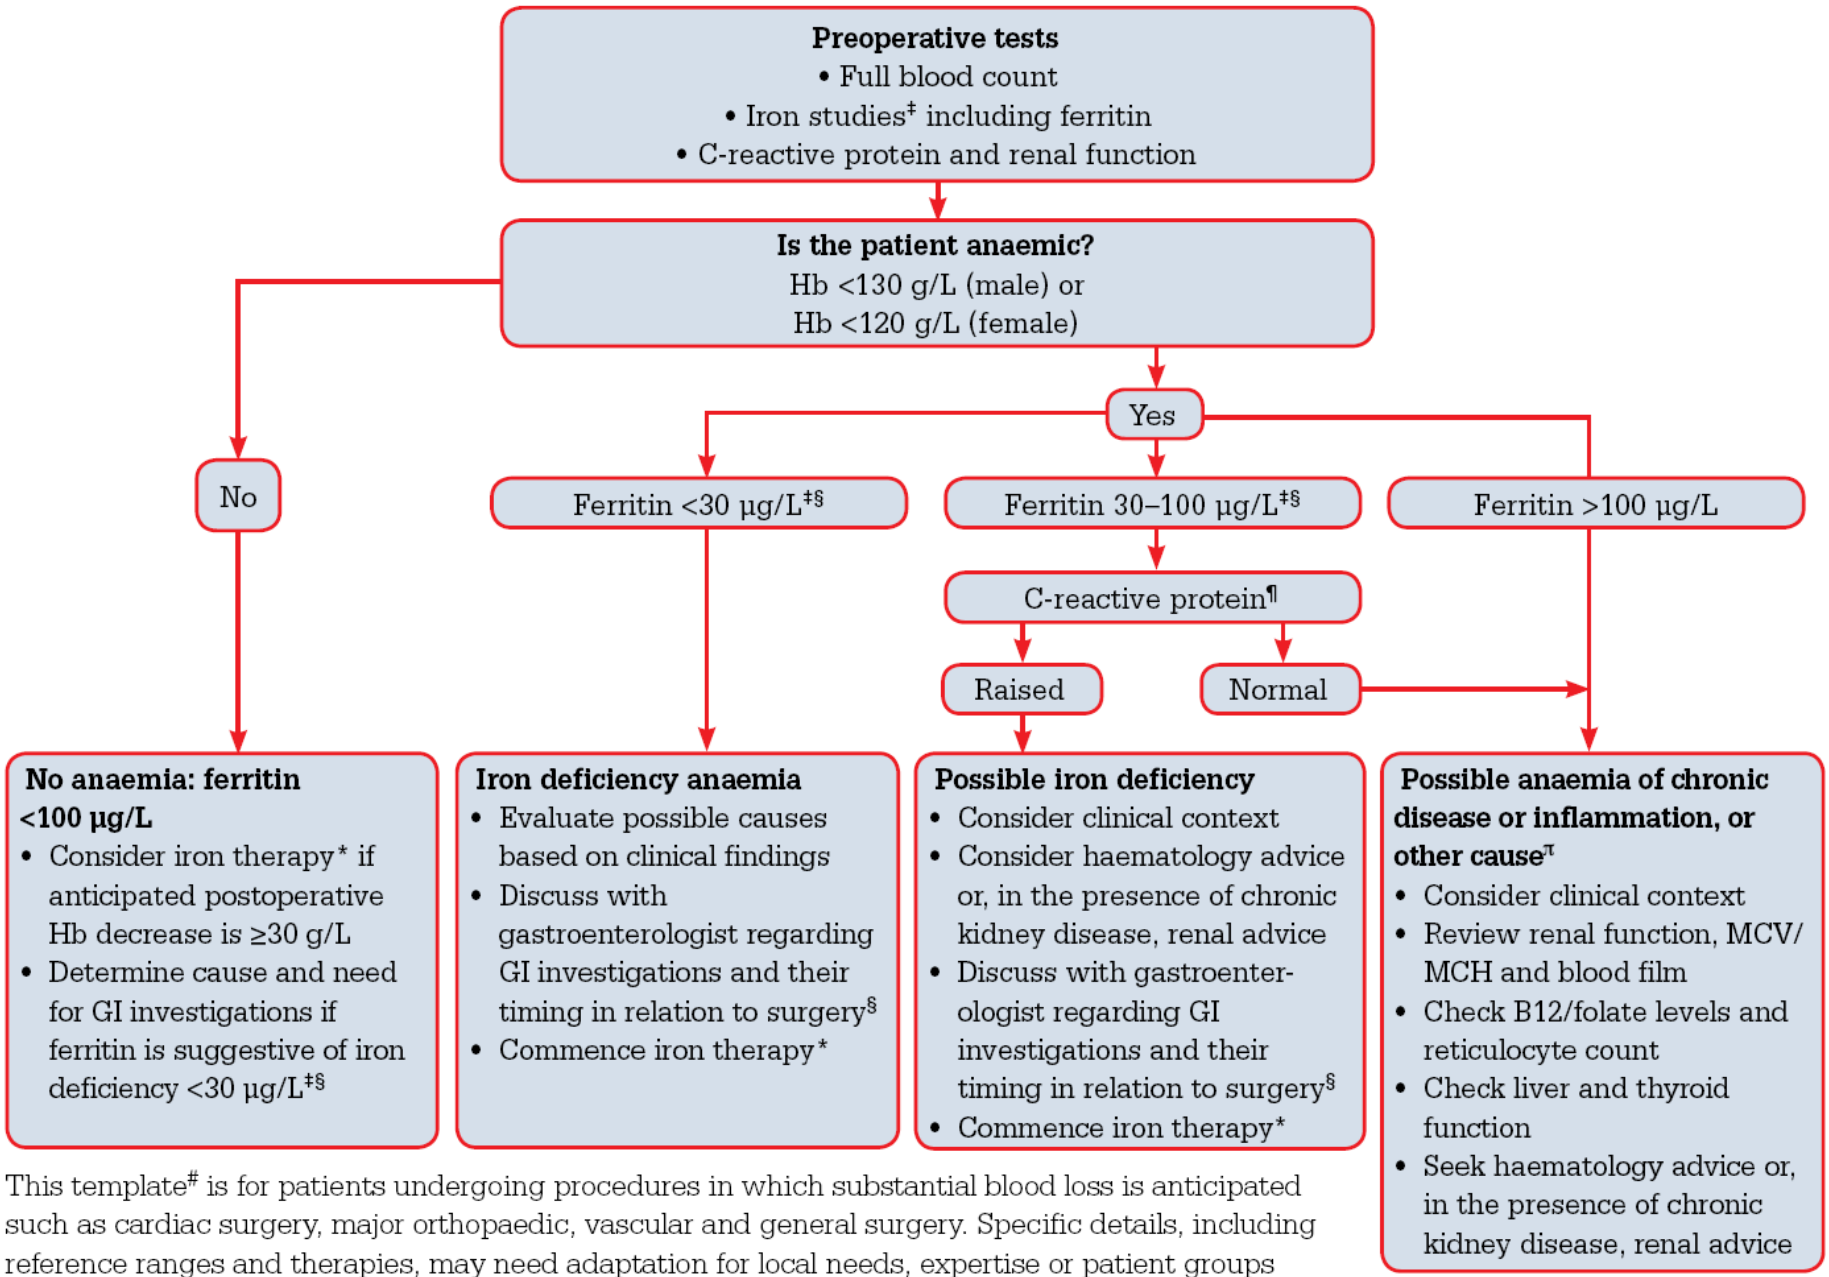 Preoperative tests
• Full blood count
• Iron studies‡ including ferritin
• C-reactive protein and renal function
Is the patient anaemic?
Hb <130 g/L (male) or
Hb <120 g/L (female)
Yes
No
Ferritin <30 µg/L‡§
Ferritin 30–100 µg/L‡§
Ferritin >100 µg/L
C-reactive protein¶
Raised
Normal
No anaemia: ferritin
<100 µg/L
• Consider iron therapy* if
anticipated postoperative
Hb decrease is ≥30 g/L
• Determine cause and need
for GI investigations if
ferritin is suggestive of iron
deficiency <30 µg/L‡§
Iron deficiency anaemia
• Evaluate possible causes
based on clinical findings
• Discuss with
gastroenterologist regarding
GI investigations and their
timing in relation to surgery§
• Commence iron therapy*
Possible iron deficiency
• Consider clinical context
• Consider haematology advice
or, in the presence of chronic
kidney disease, renal advice
• Discuss with gastroenter-
ologist regarding GI
investigations and their
timing in relation to surgery§
• Commence iron therapy*
Possible anaemia of chronic
disease or inflammation, or
other causeπ
• Consider clinical context
• Review renal function, MCV/
MCH and blood film
• Check B12/folate levels and
reticulocyte count
• Check liver and thyroid
function
• Seek haematology advice or,
in the presence of chronic
kidney disease, renal advice
This template# is for patients undergoing procedures in which substantial blood loss is anticipated
such as cardiac surgery, major orthopaedic, vascular and general surgery. Specific details, including
reference ranges and therapies, may need adaptation for local needs, expertise or patient groups